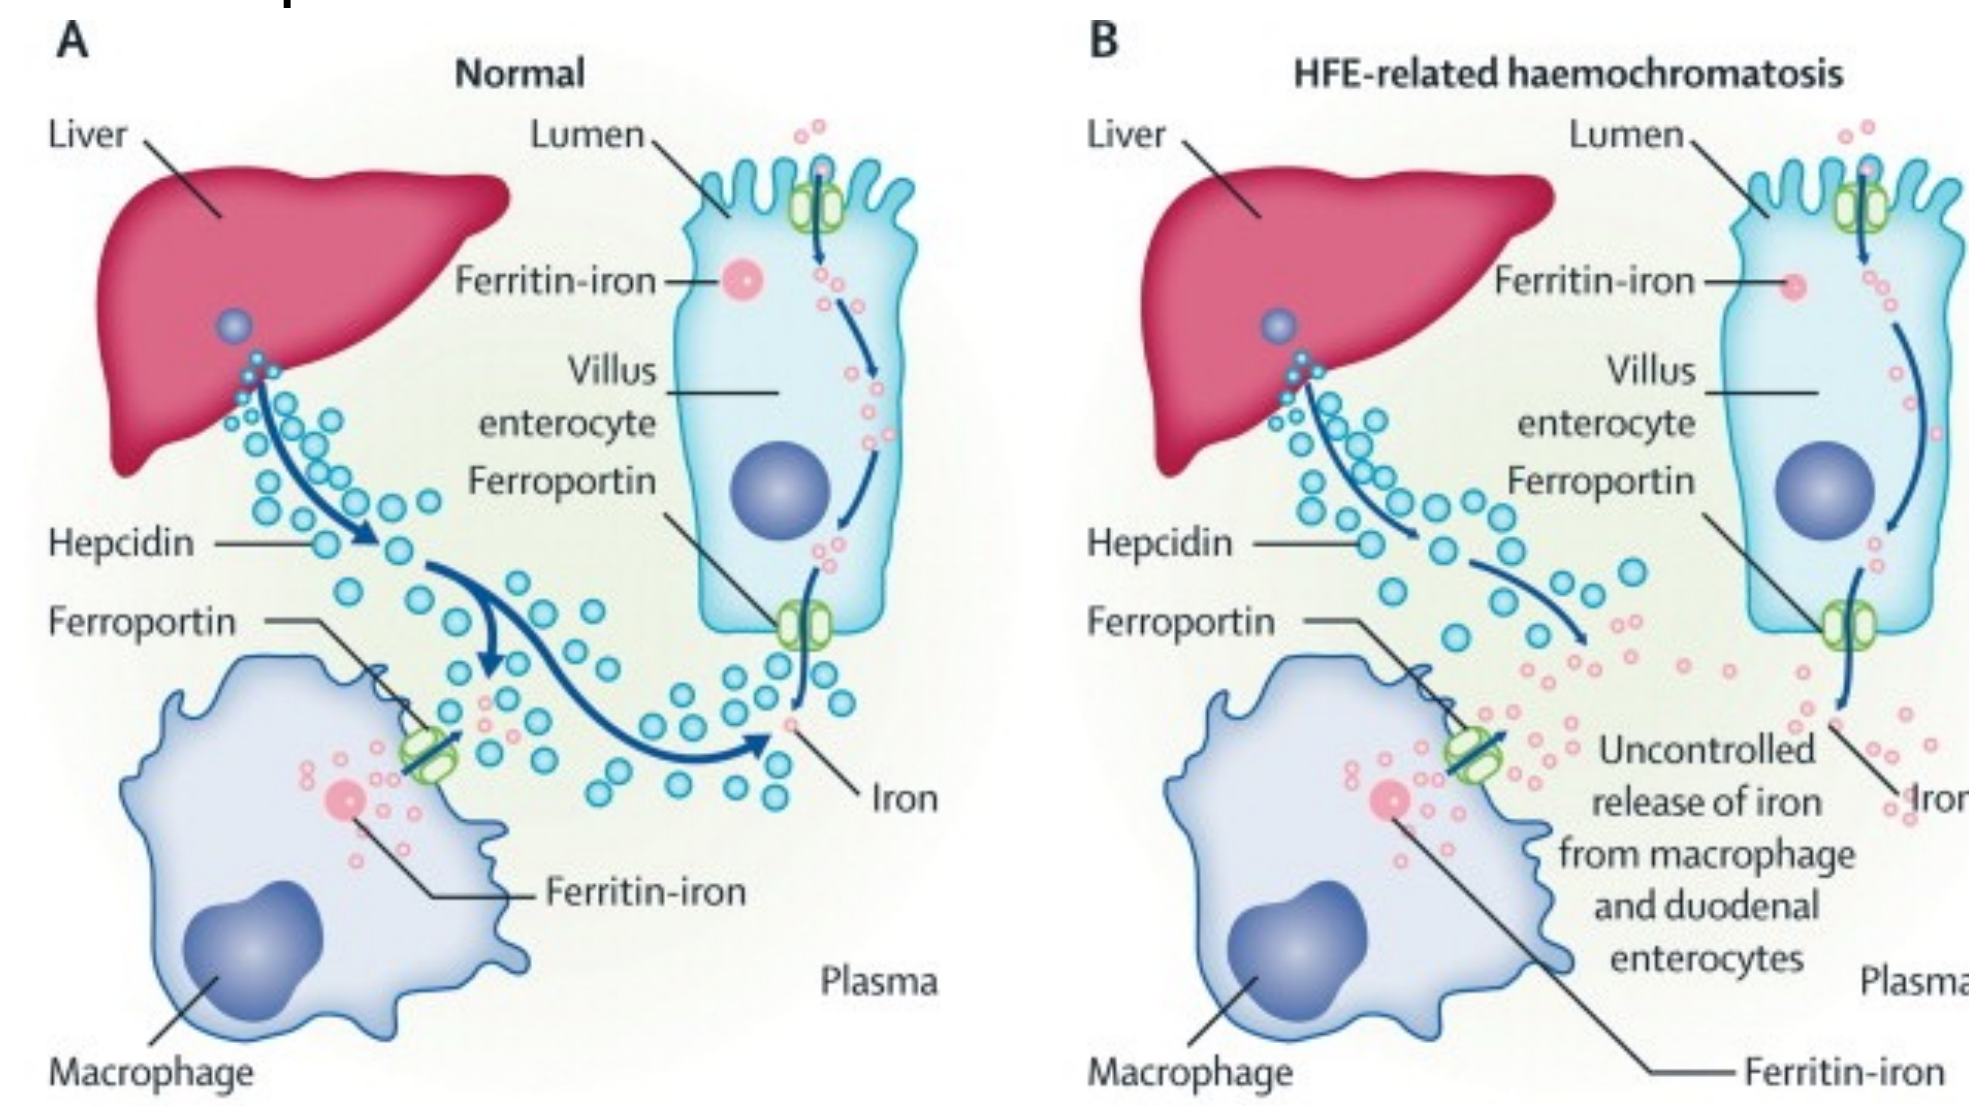 A
Normal
Liver
Lumen
Ferritin-iron
Villus
enterocyte
Ferroportin
Hepcidin
Ferroportin
Iron
Ferritin-iron
Plasma
Macrophage
B
HFE-related haemochromatosis
Liver
Lumen
Ferritin-iron
Villus
enterocyte
Ferroportin
Hepcidin
Ferroportin
Uncontrolled
release of iron
from macrophage
and duodenal
enterocytes
Iron
Plasma
Ferritin-iron
Macrophage